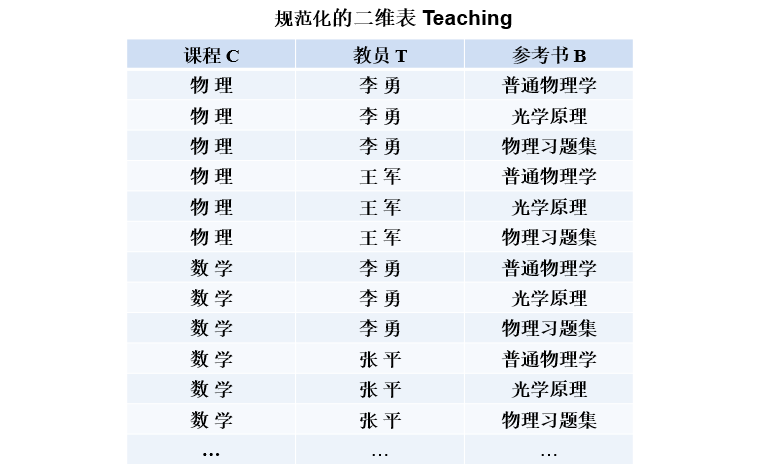 规范化的二维表 Teaching
课程 C 教员 T 参考书 B
物 理 李 勇 普通物理学
物 理 李 勇 光学原理
物 理 李 勇 物理习题集
物 理 王 军 普通物理学
物 理 王 军 光学原理
物 理 王 军 物理习题集
数 学 李 勇 普通物理学
数 学 李 勇 光学原理
数 学 李 勇 物理习题集
数 学 张 平 普通物理学
数 学 张 平 光学原理
数 学 张 平 物理习题集
… … …